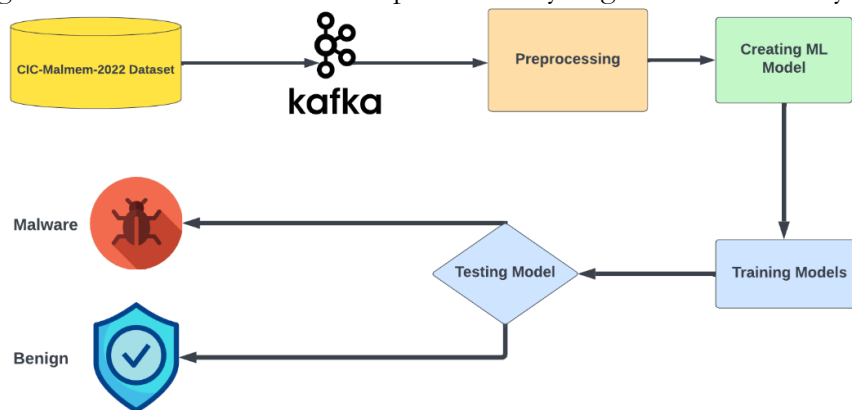 CIC-Malmem-2022 Dataset
kafka
Preprocessing
Creating ML
Model
Training Models
Testing Model
Malware
Benign